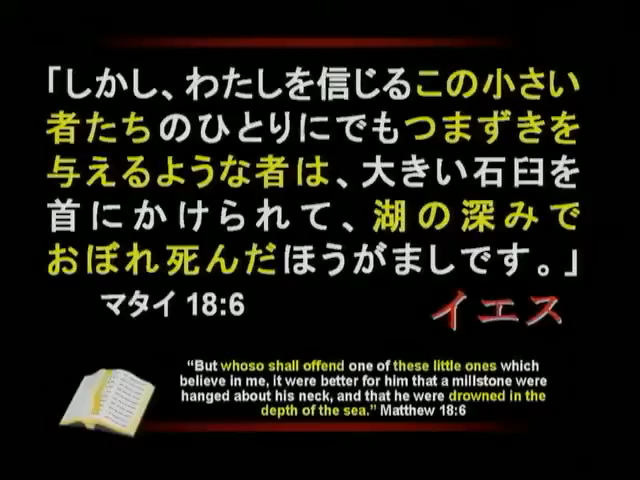 「しかし、わたしを信じるこの小さい
者たちのひとりにでもつまずきを
与えるような者は、大きい石臼を
首にかけられて、湖の深みで
おぼれ死んだほうがましです。」
マタイ 18:6
イエス
“But whoso shall offend one of these little ones which
believe in me, it were better for him that a millstone were
hanged about his neck, and that he were drowned in the
depth of the sea.” Matthew 18:6